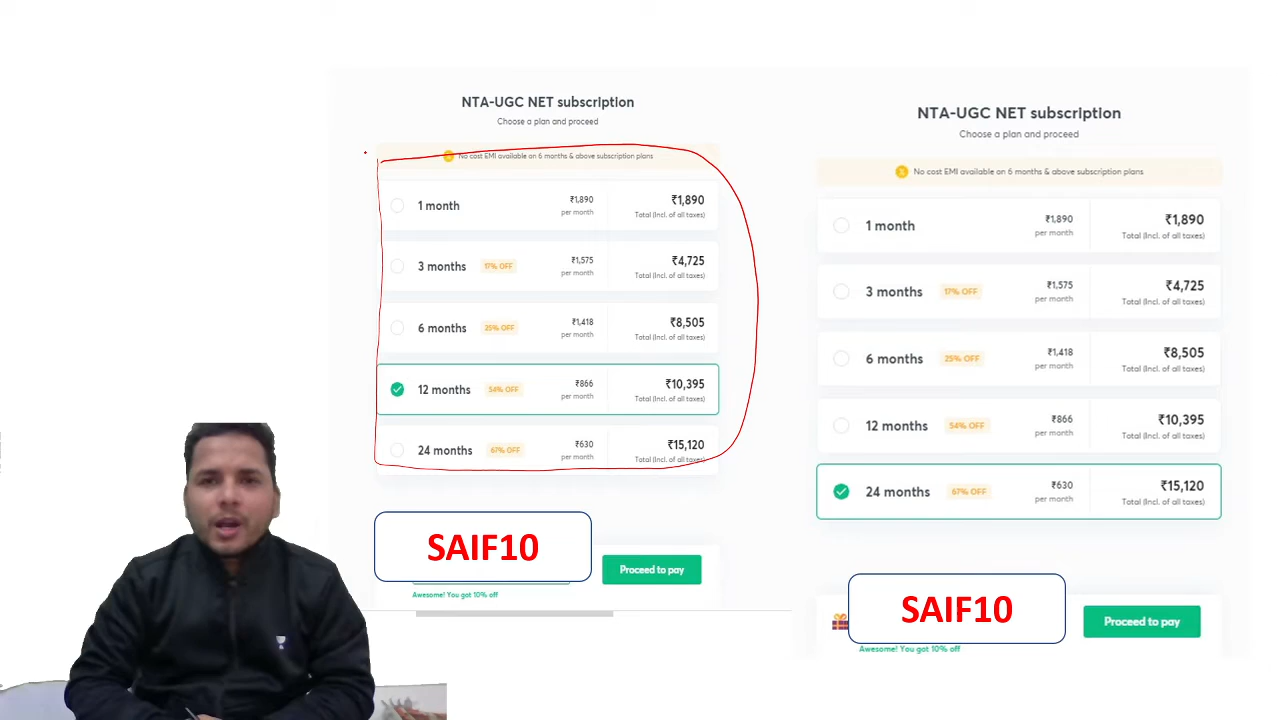 NTA-UGC NET subscription
Choose a plan and proceed
No cost EMI available on 6 months & above subscription plans
1 month ₹1,890 ₹1,890
per month Total (Incl. of all taxes)
3 months 17% OFF ₹1,575 ₹4,725
per month Total (Incl. of all taxes)
6 months 25% OFF ₹1,418 ₹8,505
per month Total (Incl. of all taxes)
12 months 54% OFF ₹866 ₹10,395
per month Total (Incl. of all taxes)
24 months 67% OFF ₹630 ₹15,120
per month Total (Incl. of all taxes)
SAIF10
Proceed to pay
Awesome! You got 10% off
NTA-UGC NET subscription
Choose a plan and proceed
No cost EMI available on 6 months & above subscription plans
1 month ₹1,890 ₹1,890
per month Total (Incl. of all taxes)
3 months 17% OFF ₹1,575 ₹4,725
per month Total (Incl. of all taxes)
6 months 25% OFF ₹1,418 ₹8,505
per month Total (Incl. of all taxes)
12 months 54% OFF ₹866 ₹10,395
per month Total (Incl. of all taxes)
24 months 67% OFF ₹630 ₹15,120
per month Total (Incl. of all taxes)
SAIF10
Proceed to pay
Awesome! You got 10% off